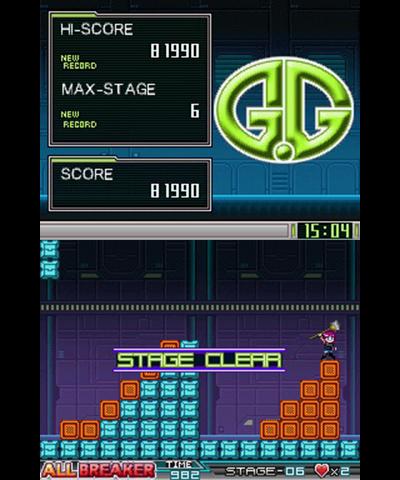 HI-SCORE
81990
NEW
RECORD
MAX-STAGE
6
NEW
RECORD
G.G
SCORE
81990
15:04
STAGE CLEAR
ALL BREAKER
TIME
982
STAGE-06
x2